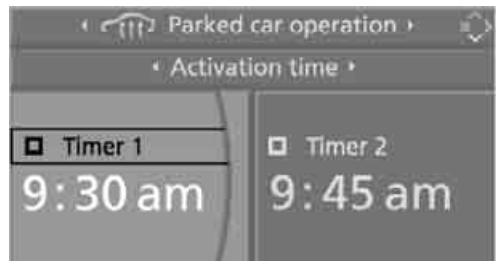 Parked car operation
Activation time
Timer 1
9:30 am
Timer 2
9:45 am